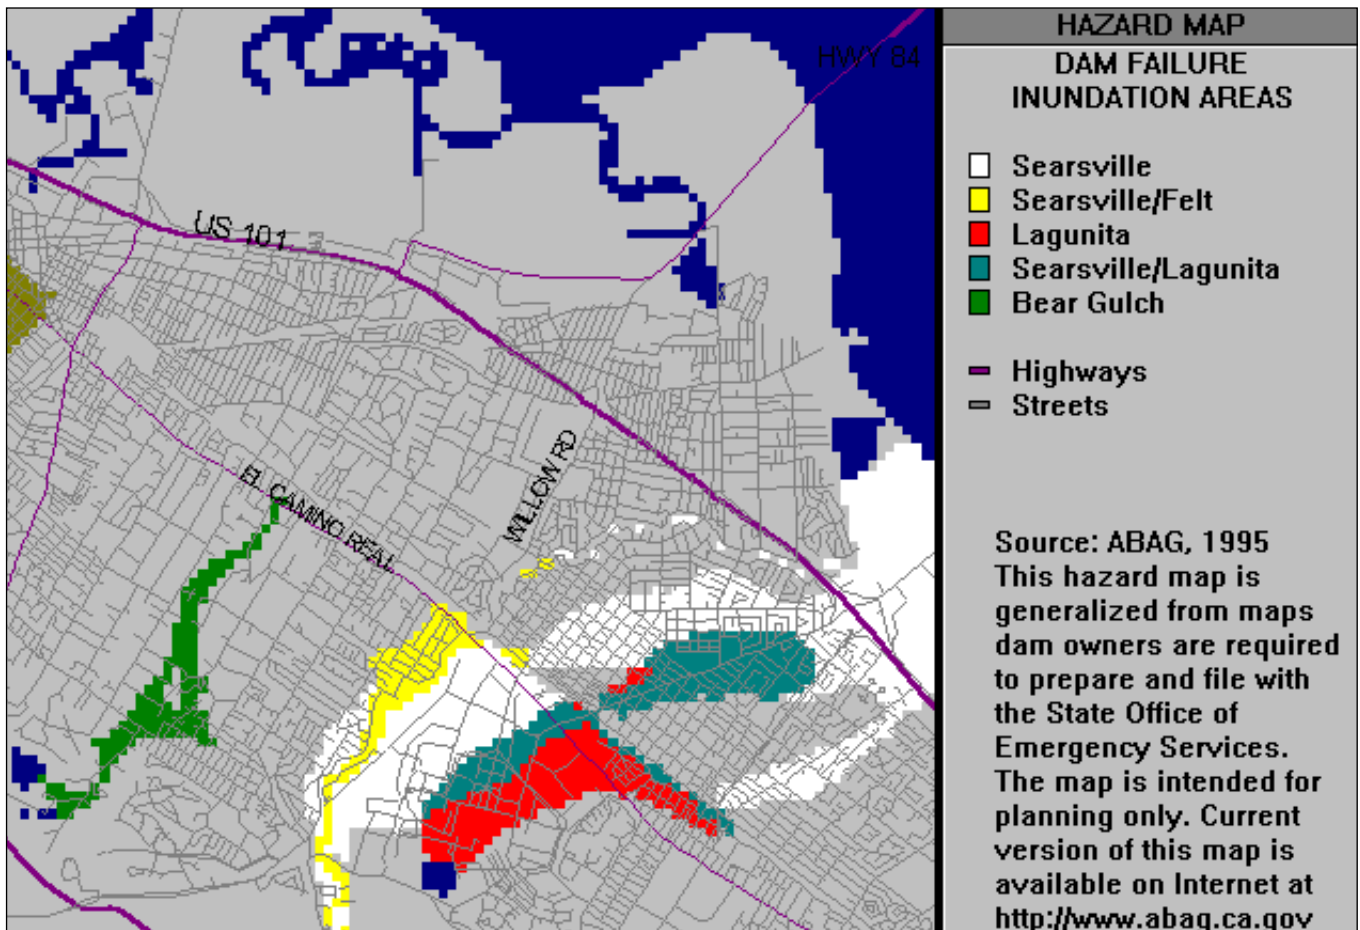 HWY 84
US 101
WILLOW RD
EL CAMINO REAL
HAZARD MAP
DAM FAILURE
INUNDATION AREAS
Searsville
Searsville/Felt
Lagunita
Searsville/Lagunita
Bear Gulch
Highways
Streets
Source: ABAG, 1995
This hazard map is
generalized from maps
dam owners are required
to prepare and file with
the State Office of
Emergency Services.
The map is intended for
planning only. Current
version of this map is
available on Internet at
http://www.abag.ca.gov